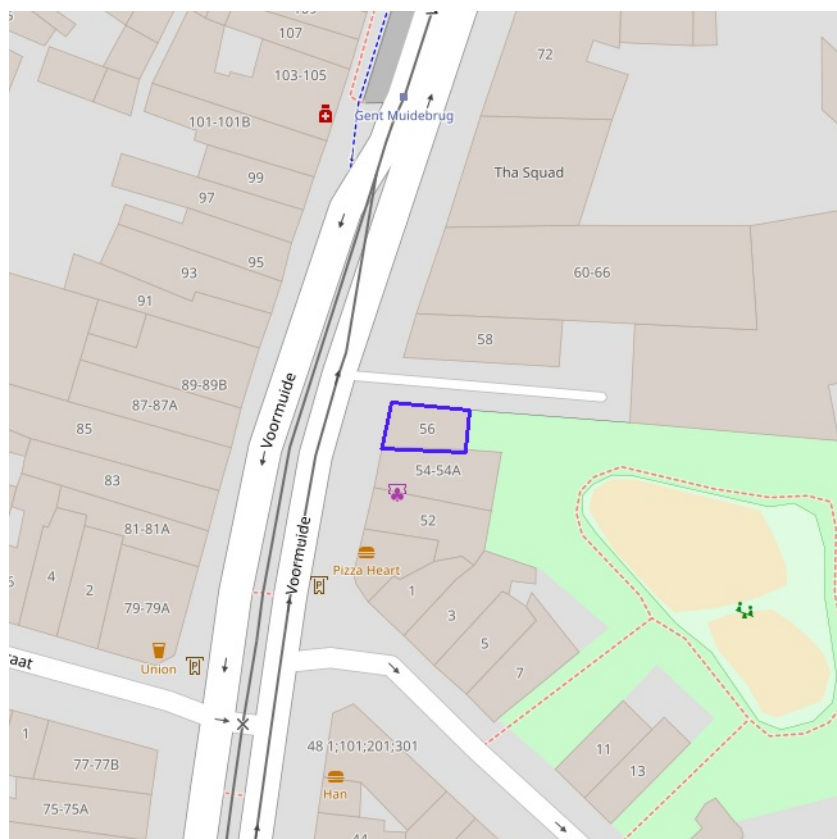 107
72
103-105
Gent Muidebrug
101-101B
Tha Squad
99
97
95
93
60-66
91
58
89-89B
Voormuide
87-87A
85
56
54-54A
83
52
81-81A
Voormuide
Pizza Heart
P
4
2
1
79-79A
3
5
Union
P
7
raat
1
48 1;101;201;301
11
77-77B
13
Han
75-75A